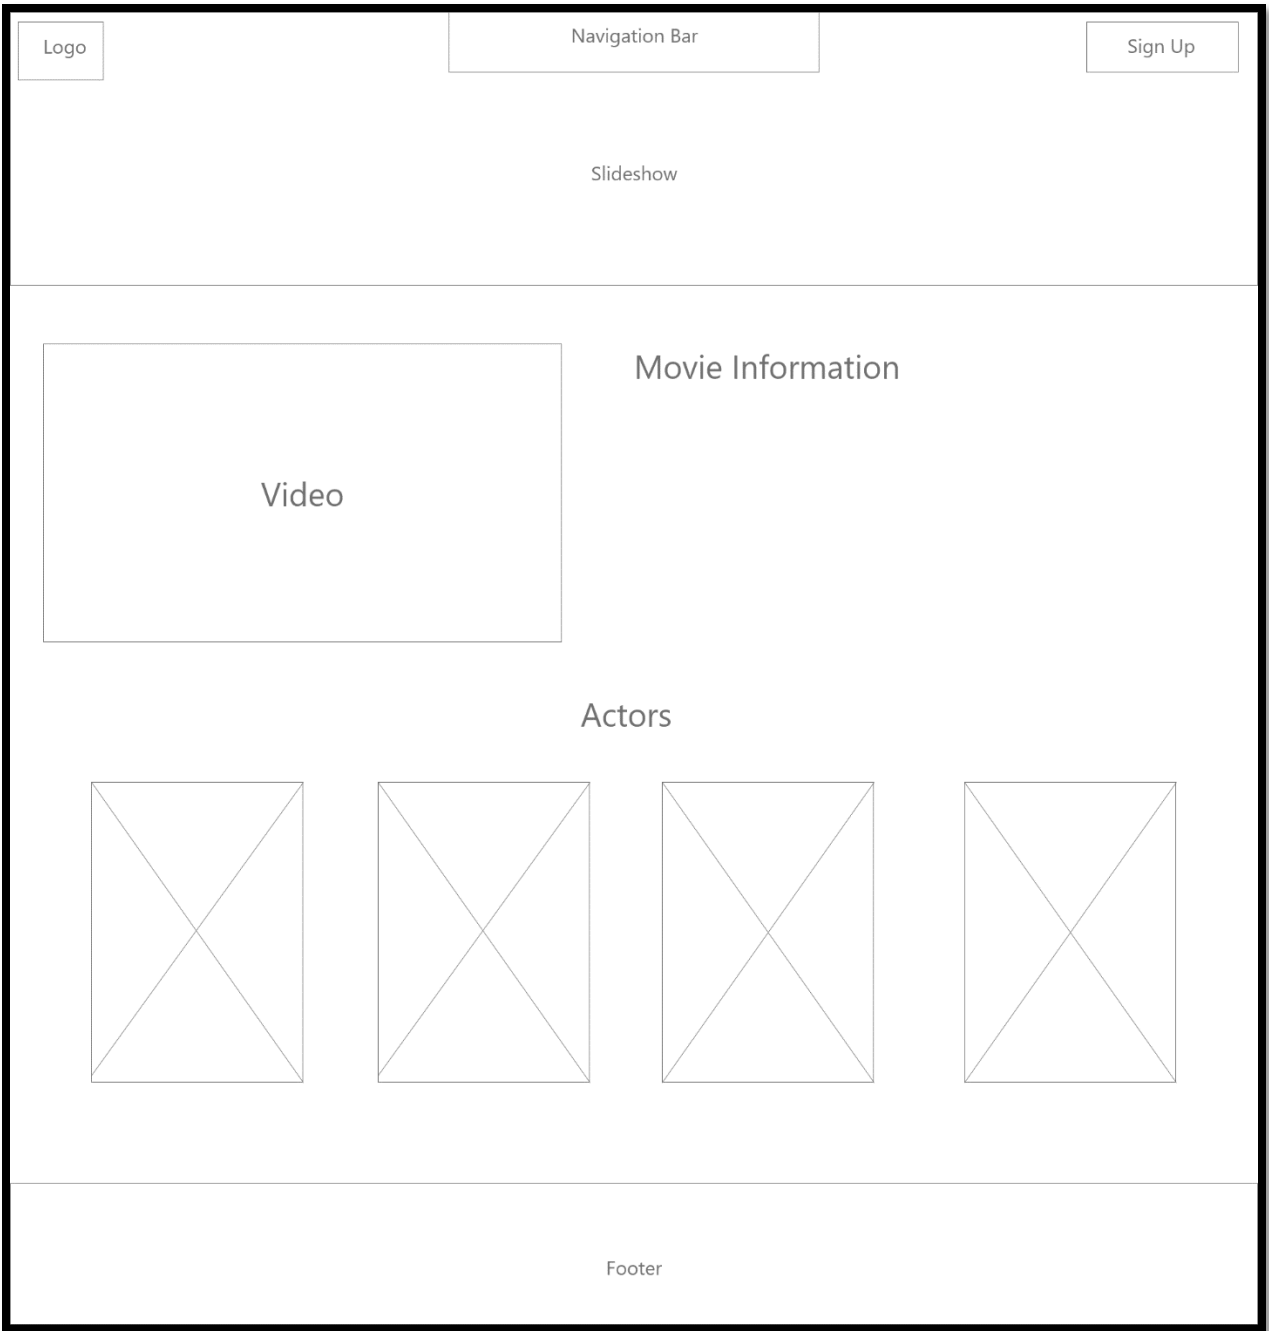 Logo
Navigation Bar
Sign Up
Slideshow
Movie Information
Video
Actors
Footer